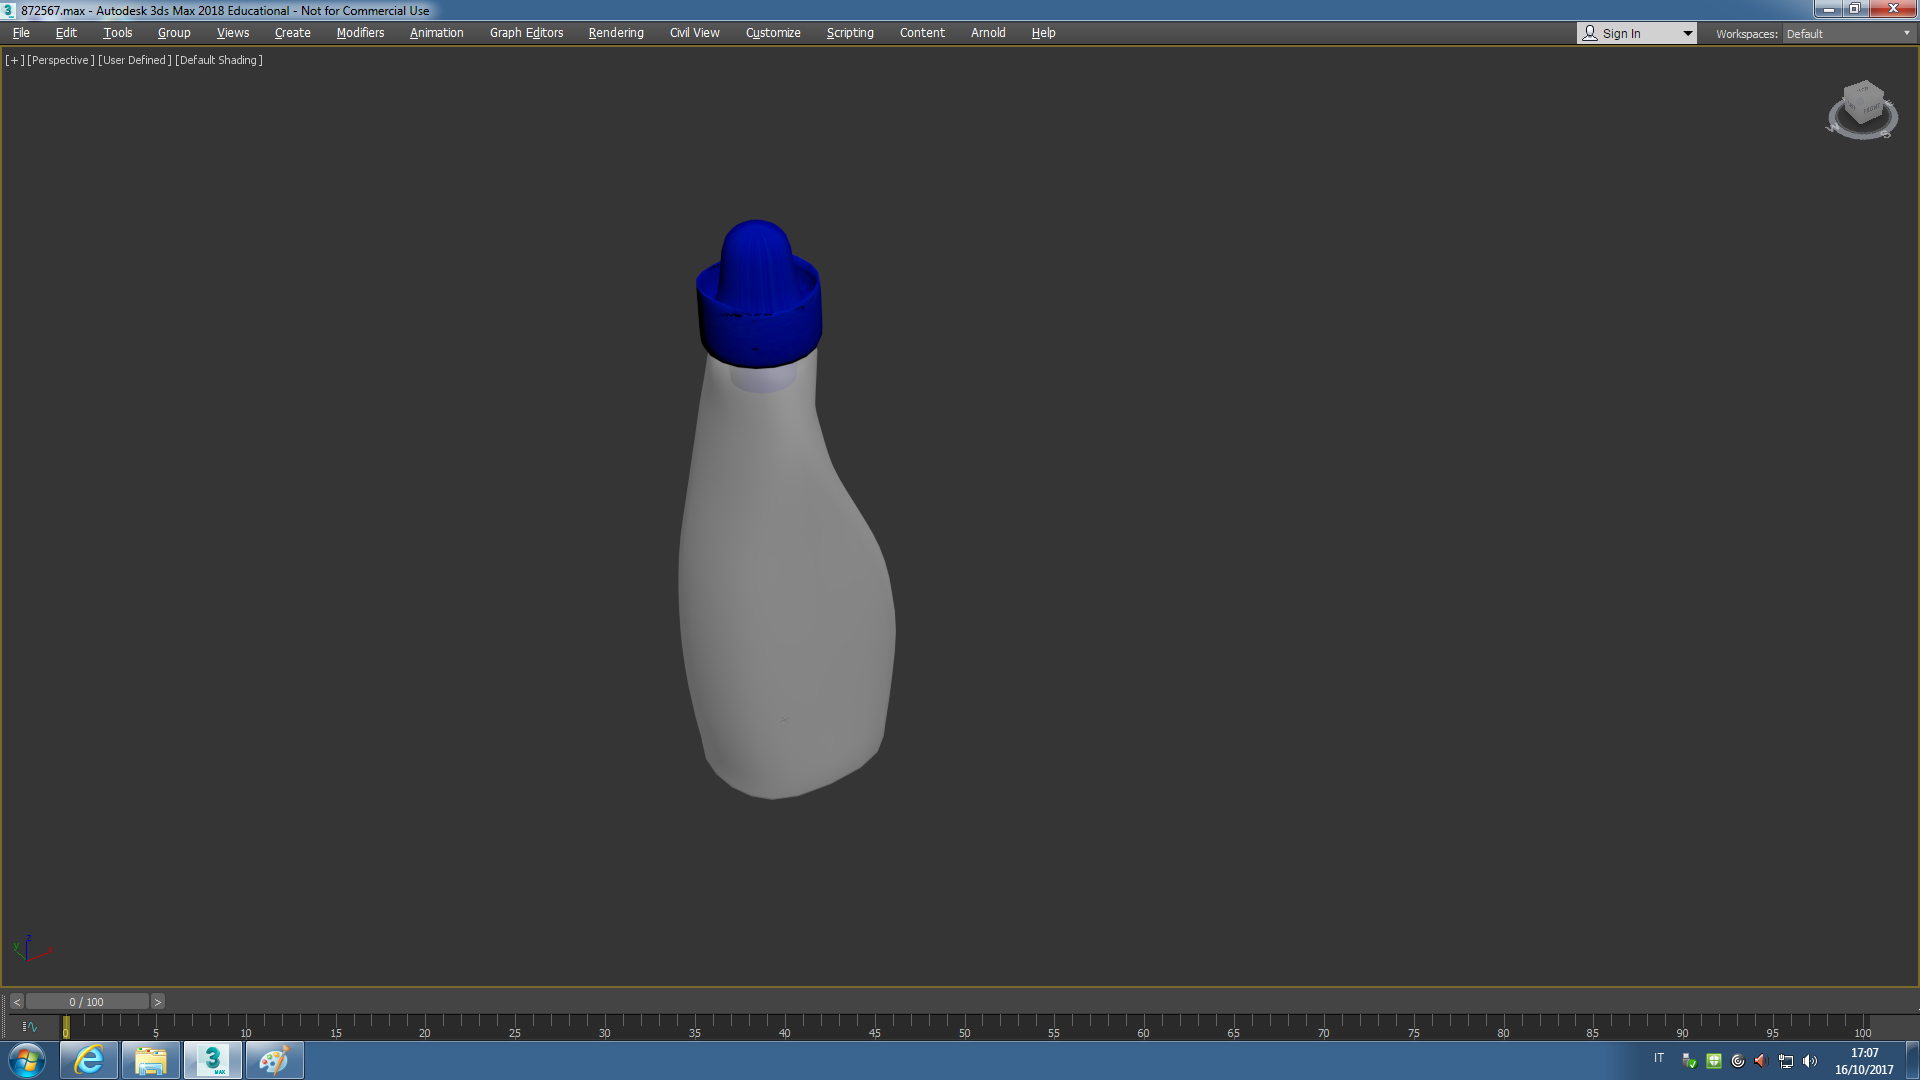 872567.max - Autodesk 3ds Max 2018 Educational - Not for Commercial Use
File Edit Tools Group Views Create Modifiers Animation Graph Editors Rendering Civil View Customize Scripting Content Arnold Help
Sign In
Workspaces: Default
[+] [Perspective] [User Defined] [Default Shading]
FRONT
W S
z
y
< 0 / 100 >
0 5 10 15 20 25 30 35 40 45 50 55 60 65 70 75 80 85 90 95 100
3 MAX
IT
17:07
16/10/2017